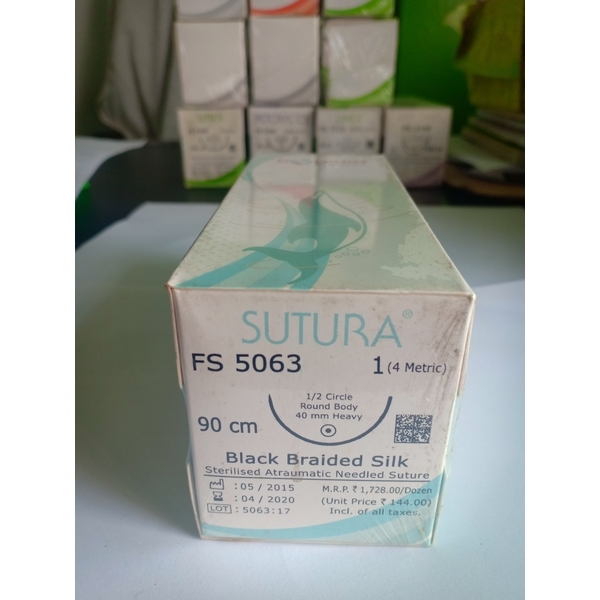 SUTURA®
FS 5063 1 (4 Metric)
1/2 Circle
Round Body
40 mm Heavy
90 cm
Black Braided Silk
Sterilised Atraumatic Needled Suture
: 05 / 2015 M.R.P. ₹ 1,728.00/Dozen
: 04 / 2020 (Unit Price ₹ 144.00)
LOT : 5063:17 Incl. of all taxes.